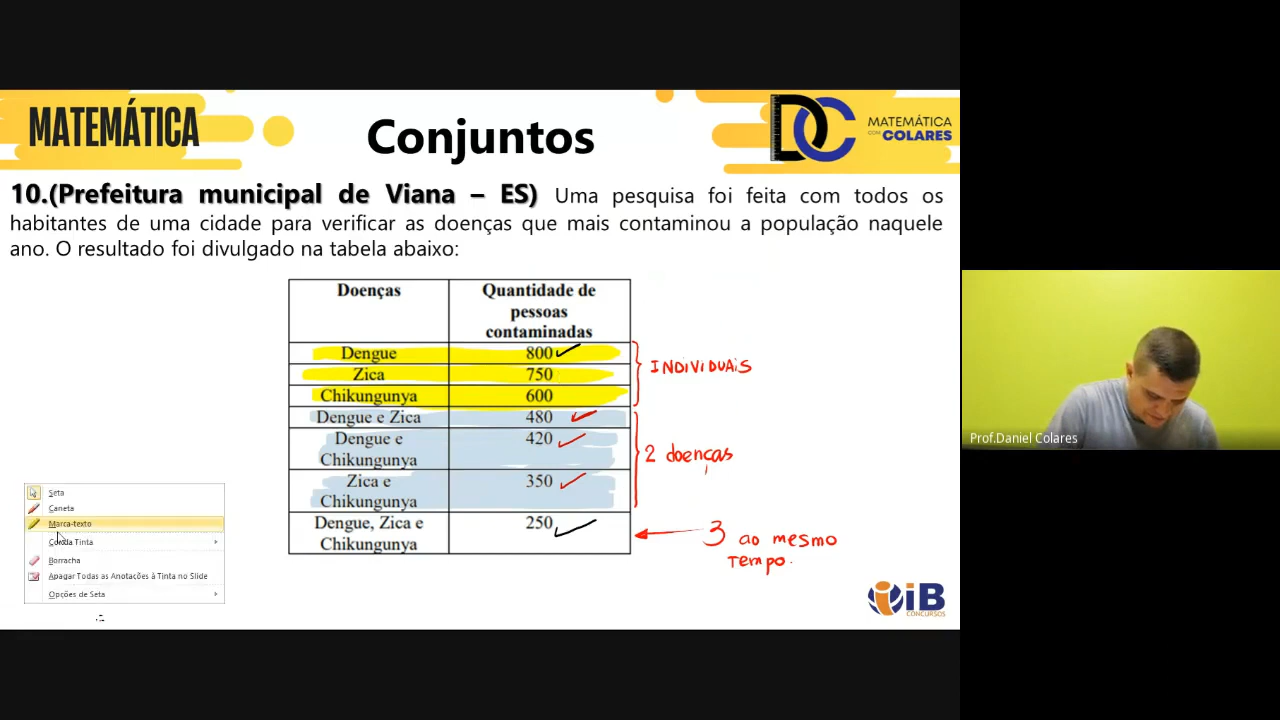 MATEMÁTICA
Conjuntos
DC
MATEMÁTICA
COM COLARES
10.(Prefeitura municipal de Viana – ES) Uma pesquisa foi feita com todos os
habitantes de uma cidade para verificar as doenças que mais contaminou a população naquele
ano. O resultado foi divulgado na tabela abaixo:
Doenças
Quantidade de
pessoas
contaminadas
Dengue 800
Zica 750
Chikungunya 600
INDIVIDUAIS
Dengue e Zica 480
Dengue e 420
Chikungunya
2 doenças
Zica e 350
Chikungunya
Dengue, Zica e 250
Chikungunya
3 ao mesmo
tempo.
Prof.Daniel Colares
Seta
Caneta
Marca-texto
Cor da Tinta
Borracha
Apagar Todas as Anotações à Tinta no Slide
Opções de Seta
iB
CONCURSOS